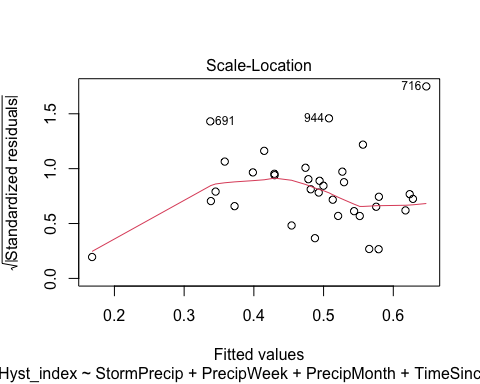 Scale-Location
√|Standardized residuals|
0.0 0.5 1.0 1.5
716
944
691
0.2 0.3 0.4 0.5 0.6
Fitted values
Hyst_index ~ StormPrecip + PrecipWeek + PrecipMonth + TimeSinc